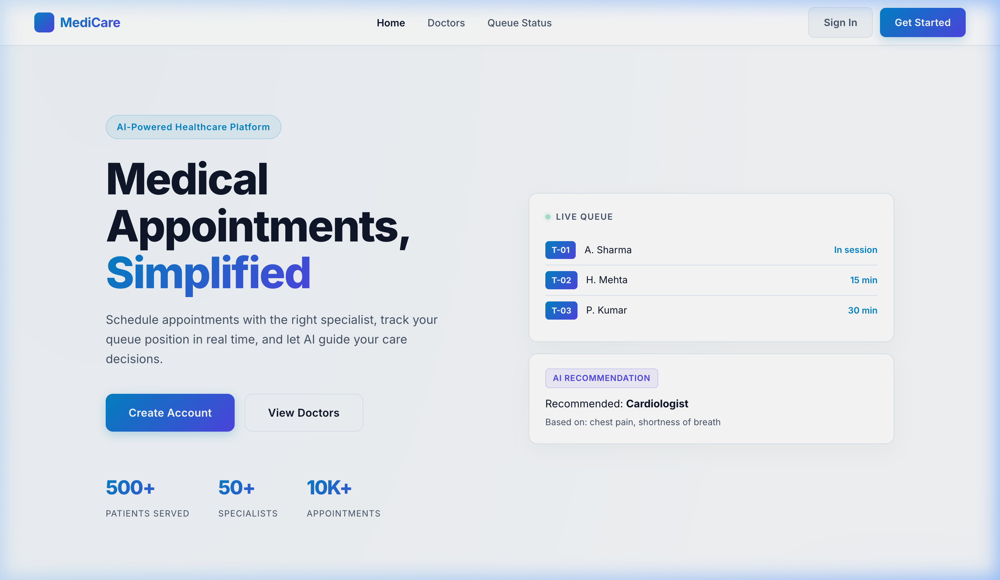 MediCare
Home
Doctors
Queue Status
Sign In
Get Started
AI-Powered Healthcare Platform
Medical
Appointments,
Simplified
Schedule appointments with the right specialist, track your
queue position in real time, and let AI guide your care
decisions.
Create Account
View Doctors
500+
PATIENTS SERVED
50+
SPECIALISTS
10K+
APPOINTMENTS
LIVE QUEUE
T-01 A. Sharma In session
T-02 H. Mehta 15 min
T-03 P. Kumar 30 min
AI RECOMMENDATION
Recommended: Cardiologist
Based on: chest pain, shortness of breath